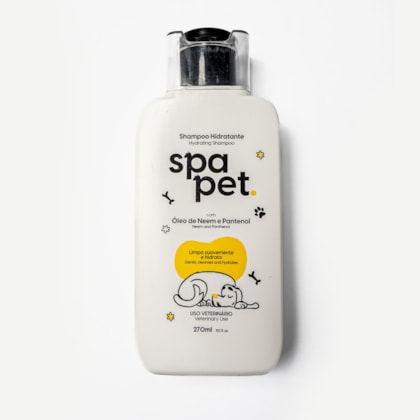 Shampoo Hidratante
Hydrating Shampoo
spa
pet.
com
Óleo de Neem e Pantenol
Neem and Panthenol
Limpa suavemente
e hidrata
Gently cleanses and hydrates
USO VETERINÁRIO
Veterinary Use
270ml